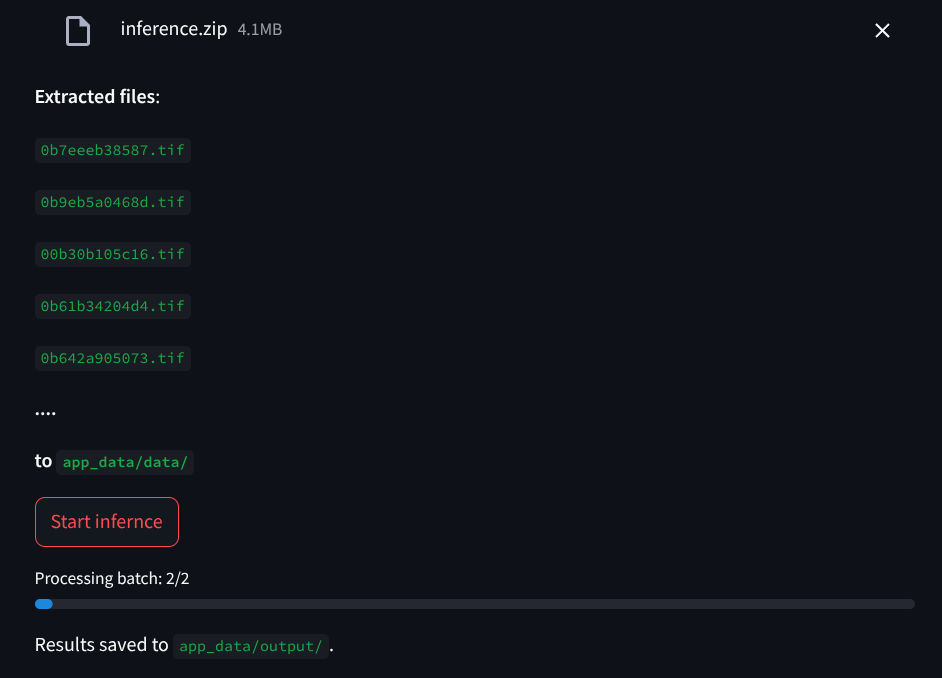 inference.zip 4.1MB
Extracted files:
0b7eeeb38587.tif
0b9eb5a0468d.tif
00b30b105c16.tif
0b61b34204d4.tif
0b642a905073.tif
....
to app_data/data/
Start infernce
Processing batch: 2/2
Results saved to app_data/output/ .